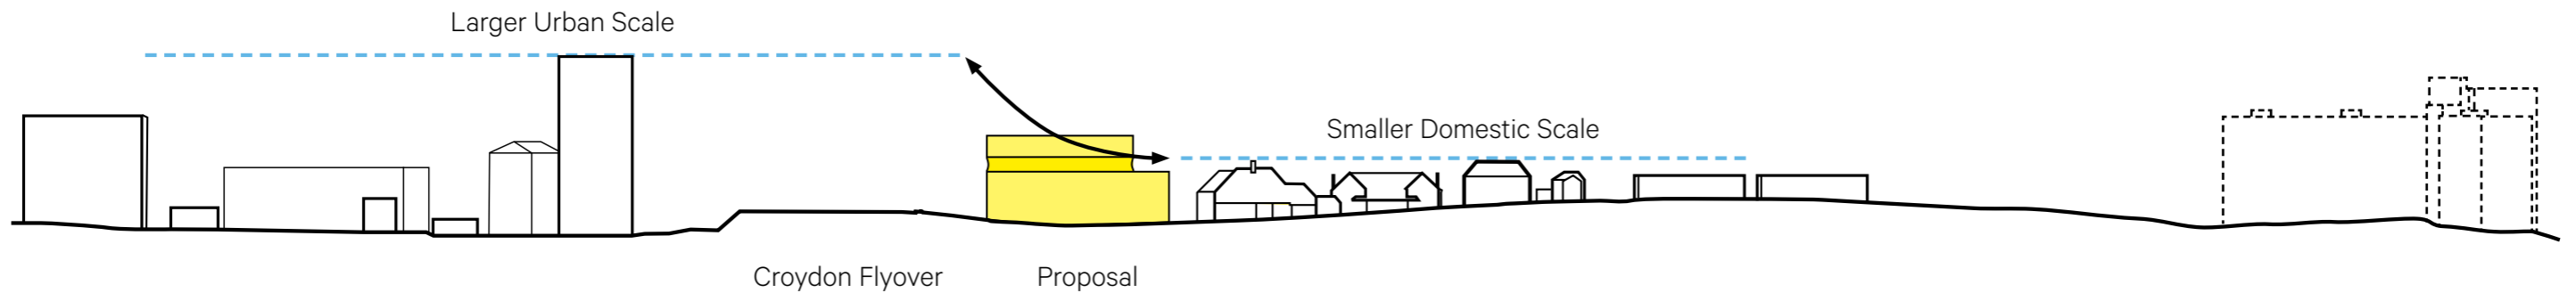 Larger Urban Scale
Smaller Domestic Scale
Croydon Flyover
Proposal